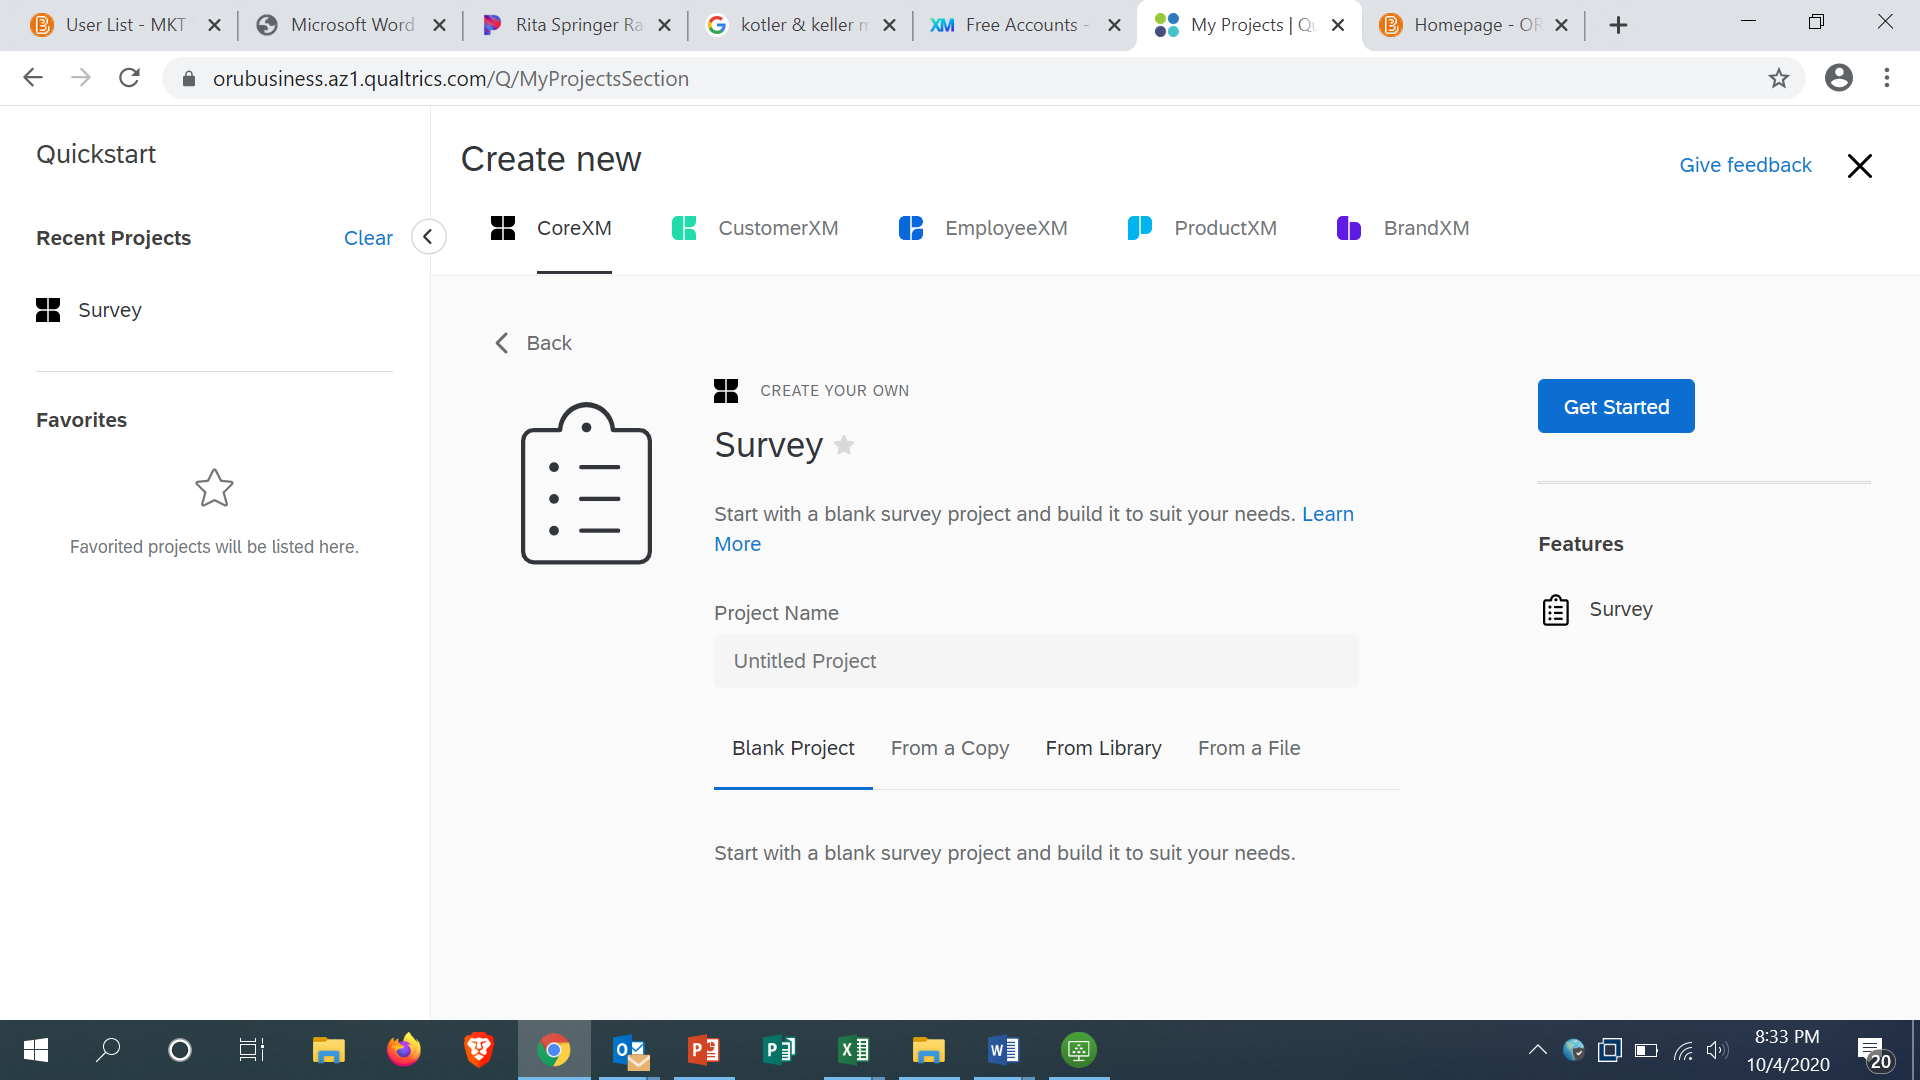 User List - MKT
Microsoft Word
Rita Springer Ra
kotler & keller m
Free Accounts -
My Projects | Qu
Homepage - OR
orubusiness.az1.qualtrics.com/Q/MyProjectsSection
Quickstart
Create new
Give feedback
Recent Projects
Clear
CoreXM
CustomerXM
EmployeeXM
ProductXM
BrandXM
Survey
Back
CREATE YOUR OWN
Get Started
Favorites
Survey
Start with a blank survey project and build it to suit your needs. Learn
More
Favorited projects will be listed here.
Features
Survey
Project Name
Untitled Project
Blank Project
From a Copy
From Library
From a File
Start with a blank survey project and build it to suit your needs.
8:33 PM
10/4/2020
20